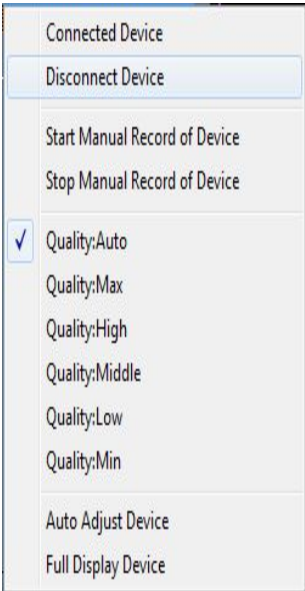 Connected Device
Disconnect Device
Start Manual Record of Device
Stop Manual Record of Device
Quality:Auto
Quality:Max
Quality:High
Quality:Middle
Quality:Low
Quality:Min
Auto Adjust Device
Full Display Device